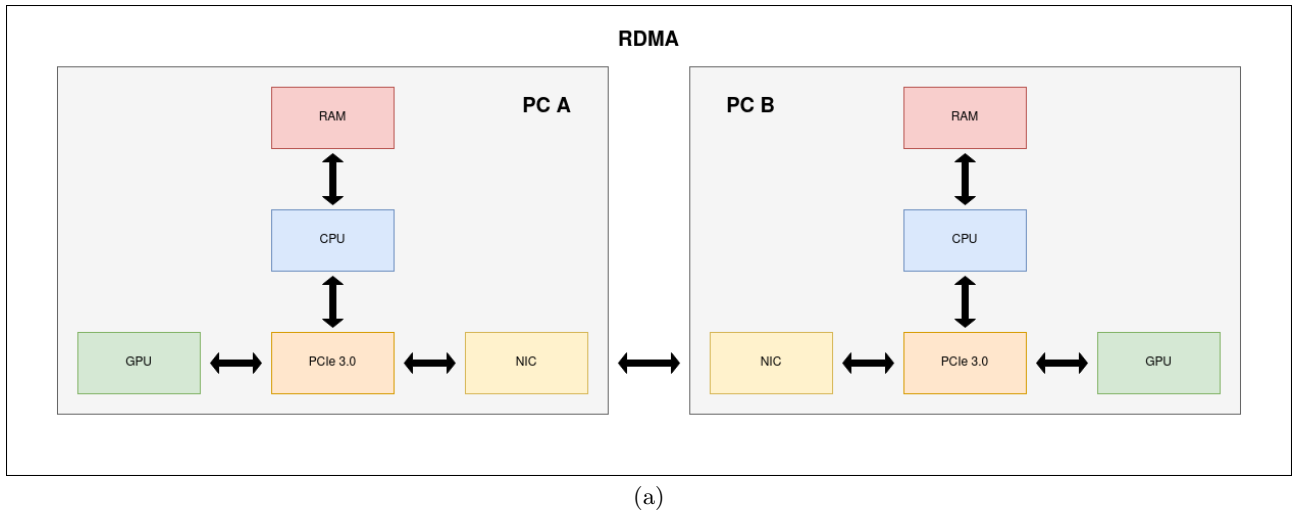 RDMA
PC A
RAM
CPU
GPU
PCIe 3.0
NIC
PC B
RAM
CPU
NIC
PCIe 3.0
GPU
(a)